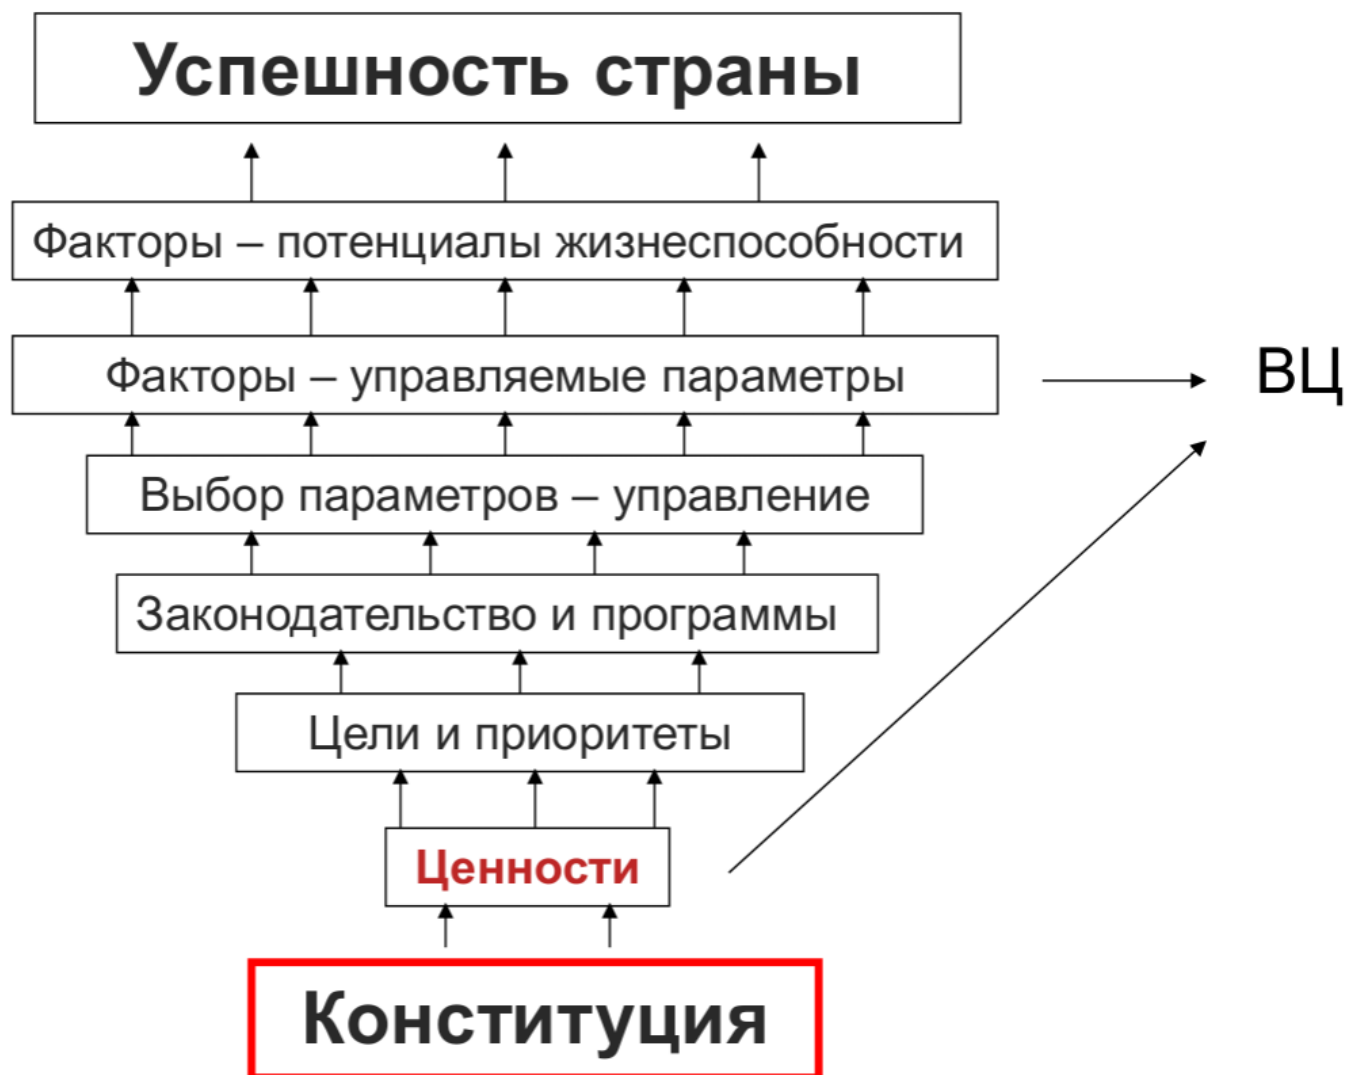 Успешность страны
Факторы – потенциалы жизнеспособности
Факторы – управляемые параметры
ВЦ
Выбор параметров – управление
Законодательство и программы
Цели и приоритеты
Ценности
Конституция